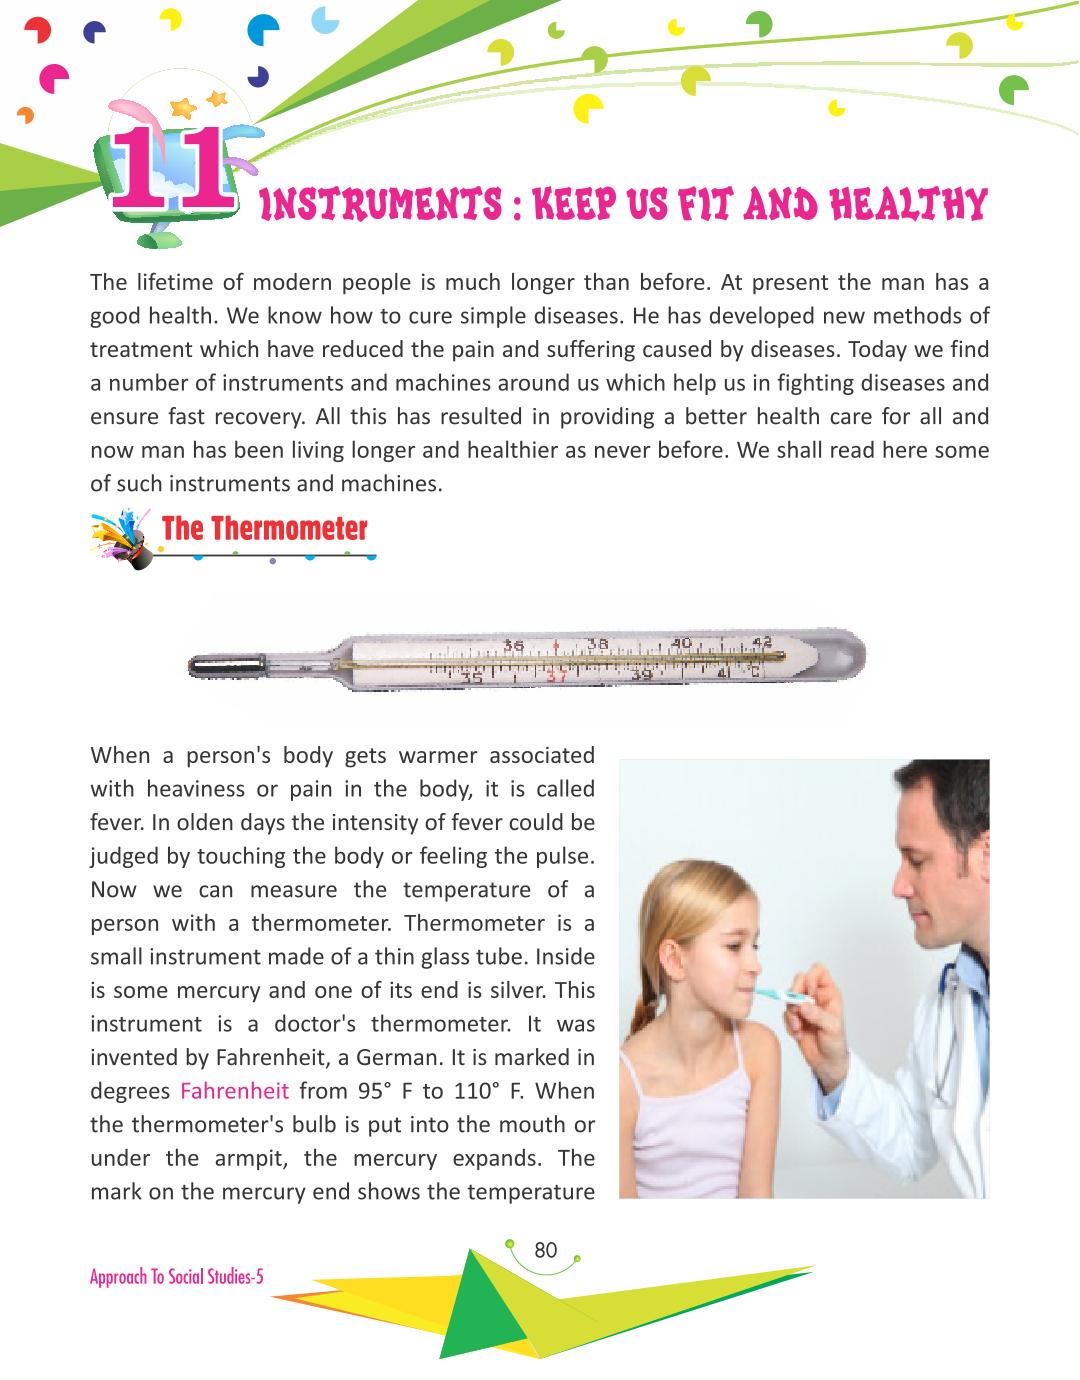 11
INSTRUMENTS : KEEP US FIT AND HEALTHY
The lifetime of modern people is much longer than before. At present the man has a
good health. We know how to cure simple diseases. He has developed new methods of
treatment which have reduced the pain and suffering caused by diseases. Today we find
a number of instruments and machines around us which help us in fighting diseases and
ensure fast recovery. All this has resulted in providing a better health care for all and
now man has been living longer and healthier as never before. We shall read here some
of such instruments and machines.
The Thermometer
36 38 40 42
35 37 39 41 °C
When a person's body gets warmer associated
with heaviness or pain in the body, it is called
fever. In olden days the intensity of fever could be
judged by touching the body or feeling the pulse.
Now we can measure the temperature of a
person with a thermometer. Thermometer is a
small instrument made of a thin glass tube. Inside
is some mercury and one of its end is silver. This
instrument is a doctor's thermometer. It was
invented by Fahrenheit, a German. It is marked in
degrees Fahrenheit from 95° F to 110° F. When
the thermometer's bulb is put into the mouth or
under the armpit, the mercury expands. The
mark on the mercury end shows the temperature
80
Approach To Social Studies-5